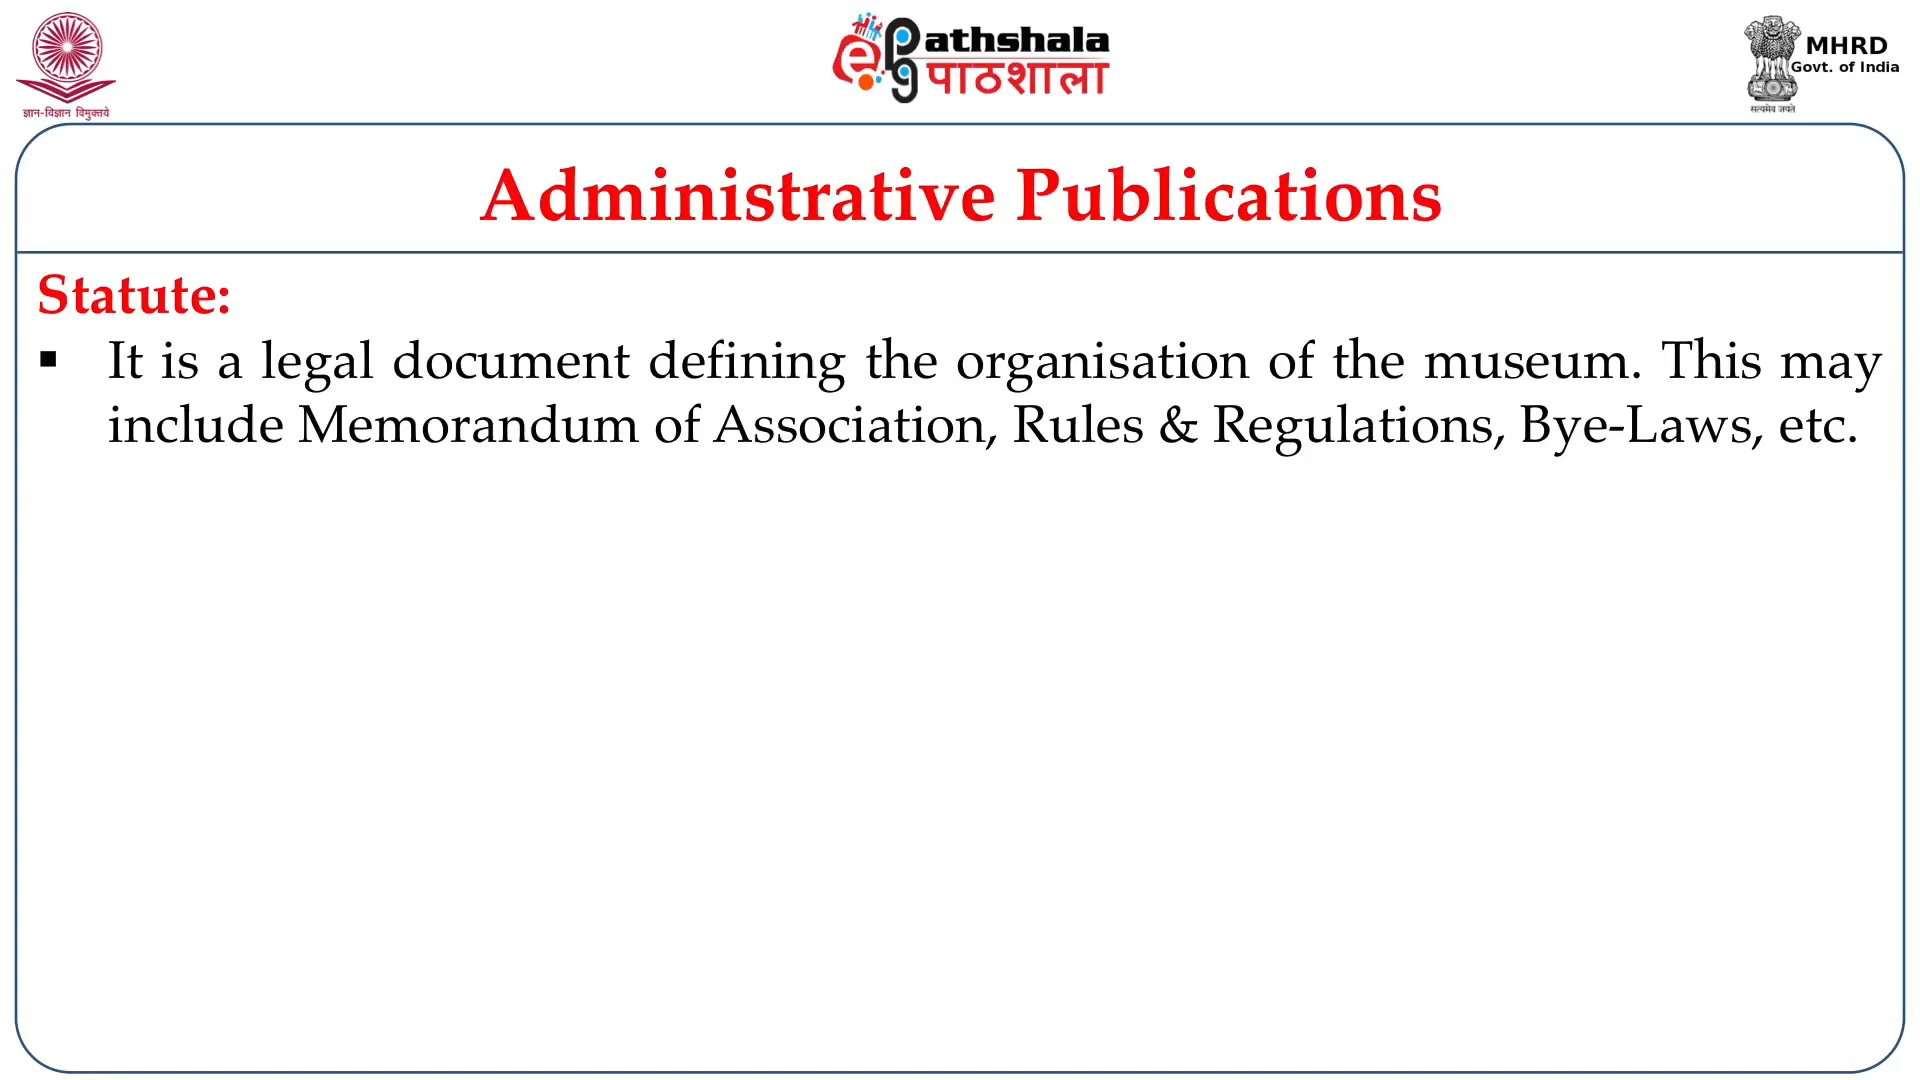 ज्ञान-विज्ञान विमुक्तये
ePathshala
पाठशाला
MHRD
Govt. of India
सत्यमेव जयते
Administrative Publications
Statute:
▪ It is a legal document defining the organisation of the museum. This may
include Memorandum of Association, Rules & Regulations, Bye-Laws, etc.